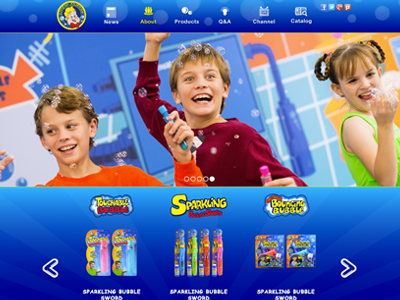 News
About
Products
Q&A
Channel
Catalog
TOUCHABLE
BUBBLES
SPARKLING
BOUNCING
BUBBLE
SPARKLING BUBBLE
SWORD
SPARKLING BUBBLE
SWORD
SPARKLING BUBBLE
SWORD